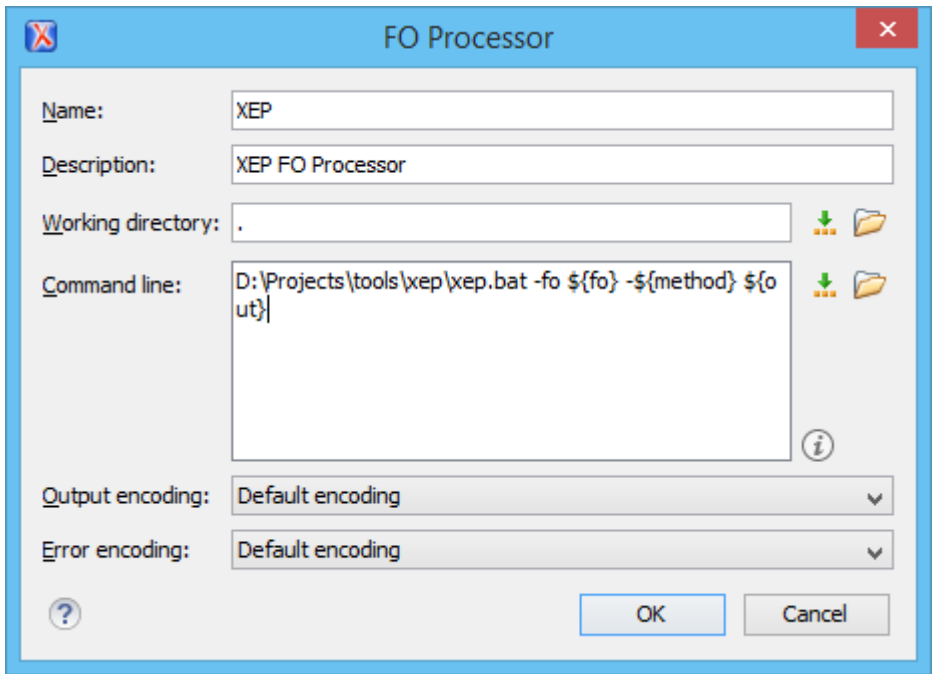 FO Processor
Name: XEP
Description: XEP FO Processor
Working directory: .
Command line: D:\Projects\tools\xep\xep.bat -fo ${fo} -${method} ${o
ut}
Output encoding: Default encoding
Error encoding: Default encoding
OK Cancel